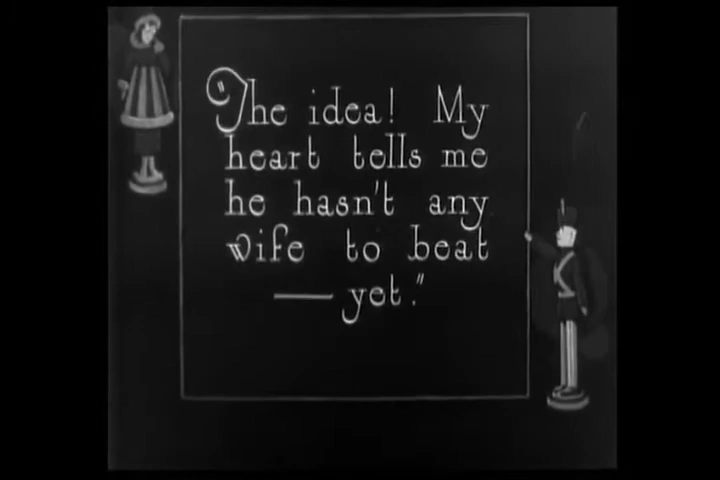 "The idea! My
heart tells me
he hasn't any
wife to beat
— yet."